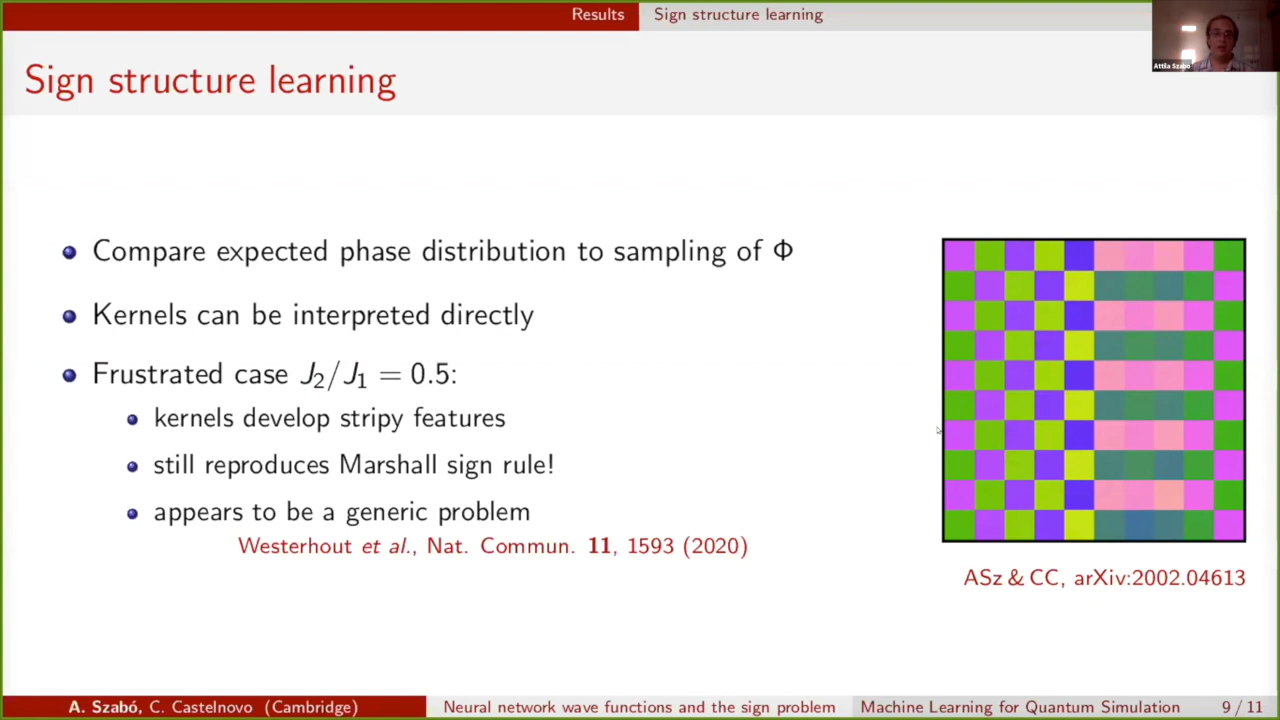 Results Sign structure learning
Attila Szabó
Sign structure learning
Compare expected phase distribution to sampling of Φ
Kernels can be interpreted directly
Frustrated case J₂/J₁ = 0.5:
kernels develop stripy features
still reproduces Marshall sign rule!
appears to be a generic problem
Westerhout et al., Nat. Commun. 11, 1593 (2020)
ASz & CC, arXiv:2002.04613
A. Szabó, C. Castelnovo (Cambridge) Neural network wave functions and the sign problem Machine Learning for Quantum Simulation 9 / 11